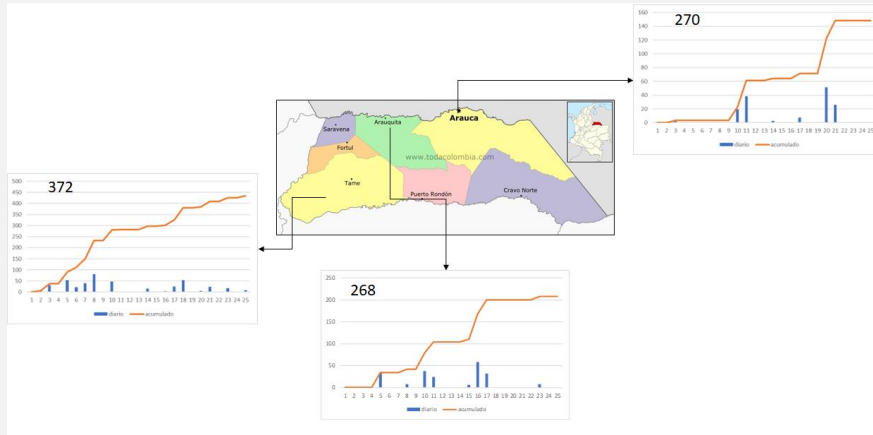 270
160
140
120
100
80
60
40
20
0
1 2 3 4 5 6 7 8 9 10 11 12 13 14 15 16 17 18 19 20 21 22 23 24 25
diario acumulado
Saravena
Arauquita
Arauca
Fortul
www.todacolombia.com
Tame
Puerto Rondón
Cravo Norte
372
500
450
400
350
300
250
200
150
100
50
0
1 2 3 4 5 6 7 8 9 10 11 12 13 14 15 16 17 18 19 20 21 22 23 24 25
diario acumulado
268
250
200
150
100
50
0
1 2 3 4 5 6 7 8 9 10 11 12 13 14 15 16 17 18 19 20 21 22 23 24 25
diario acumulado